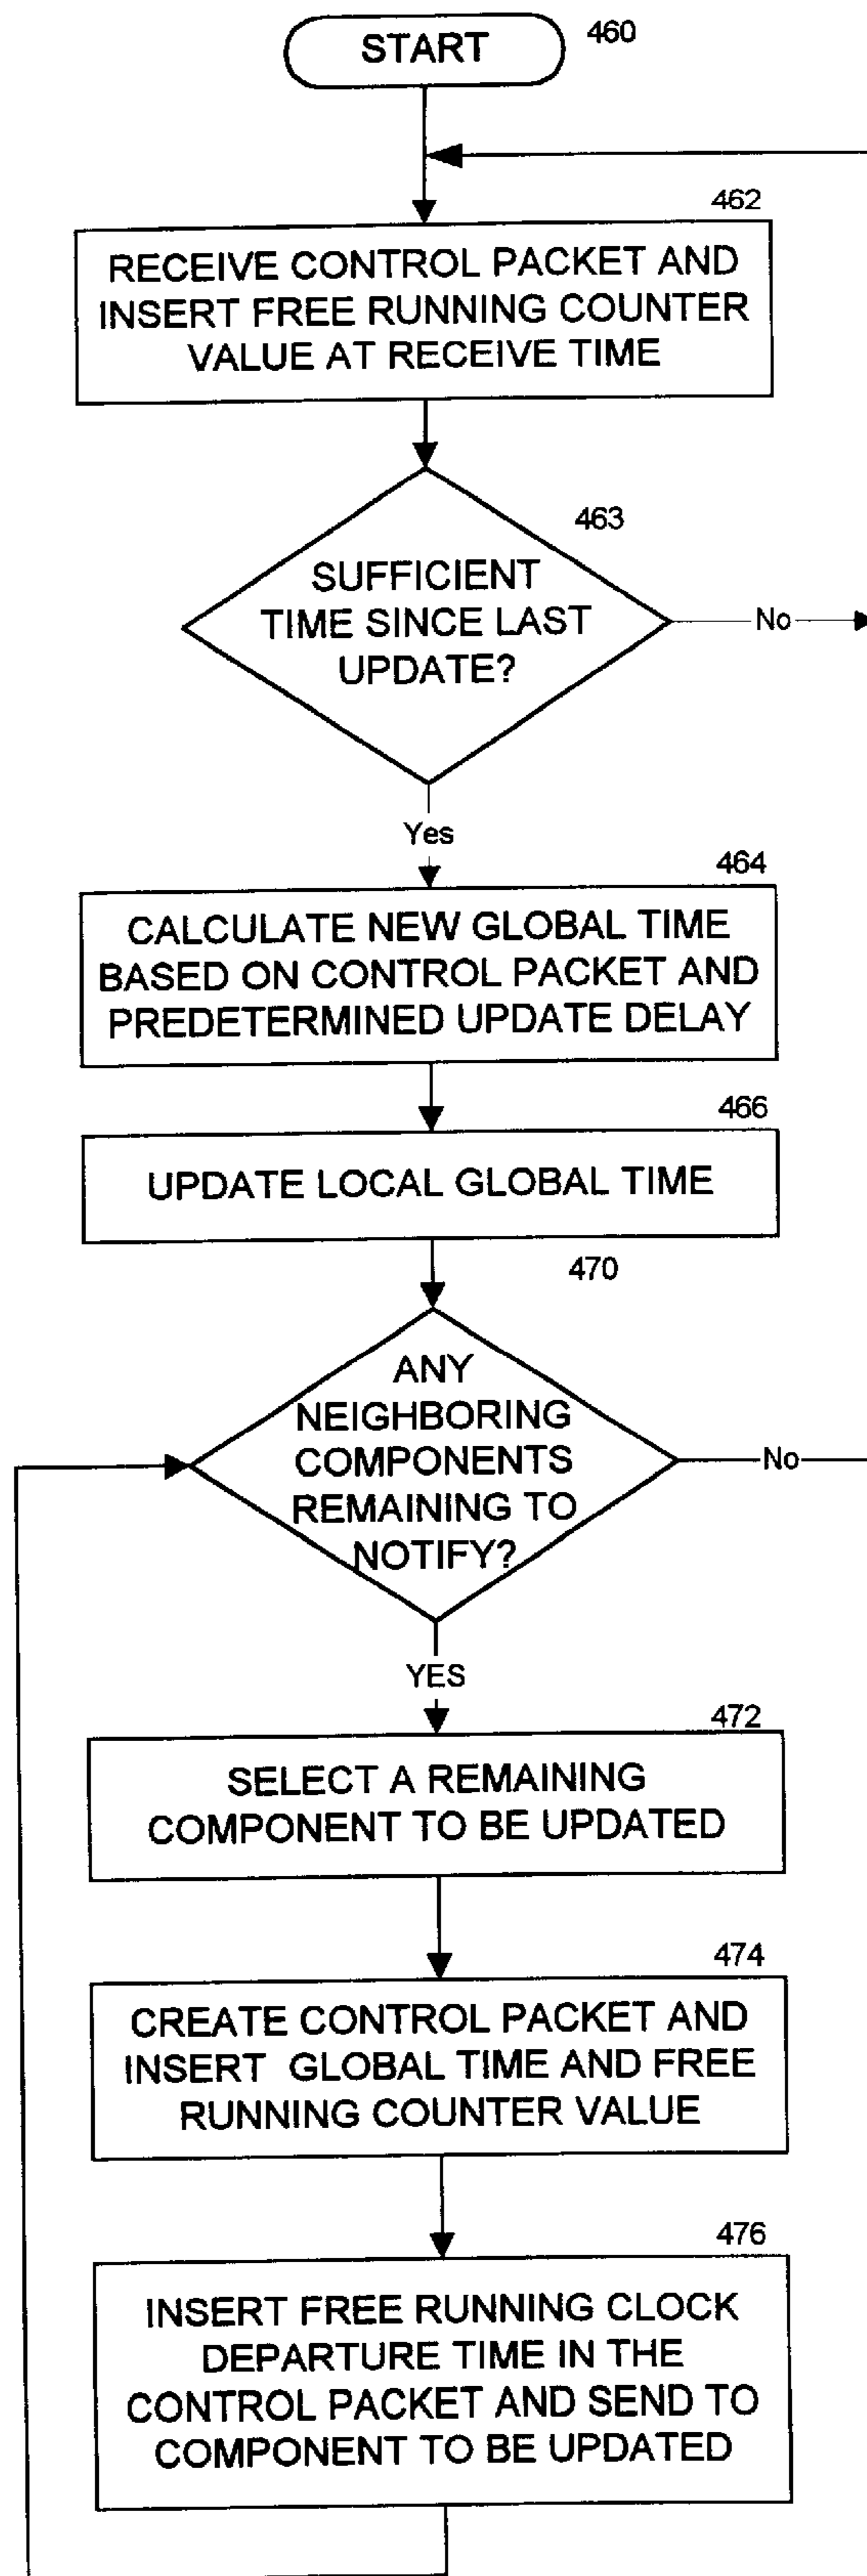 START
460
462
RECEIVE CONTROL PACKET AND
INSERT FREE RUNNING COUNTER
VALUE AT RECEIVE TIME
463
SUFFICIENT
TIME SINCE LAST
UPDATE?
No
Yes
464
CALCULATE NEW GLOBAL TIME
BASED ON CONTROL PACKET AND
PREDETERMINED UPDATE DELAY
466
UPDATE LOCAL GLOBAL TIME
470
ANY
NEIGHBORING
COMPONENTS
REMAINING TO
NOTIFY?
No
YES
472
SELECT A REMAINING
COMPONENT TO BE UPDATED
474
CREATE CONTROL PACKET AND
INSERT GLOBAL TIME AND FREE
RUNNING COUNTER VALUE
476
INSERT FREE RUNNING CLOCK
DEPARTURE TIME IN THE
CONTROL PACKET AND SEND TO
COMPONENT TO BE UPDATED